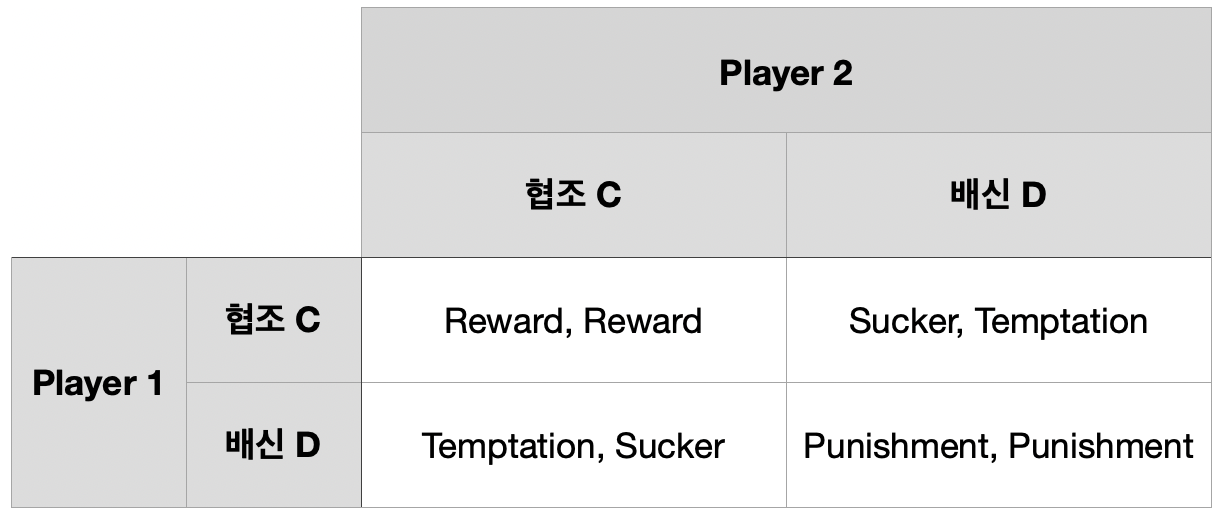 Player 2
협조 C
배신 D
Player 1
협조 C
Reward, Reward
Sucker, Temptation
배신 D
Temptation, Sucker
Punishment, Punishment